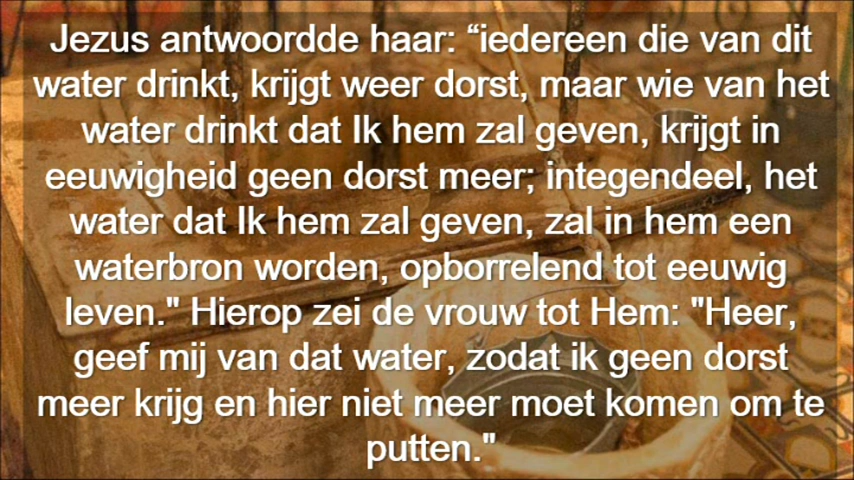 Jezus antwoordde haar: “iedereen die van dit
water drinkt, krijgt weer dorst, maar wie van het
water drinkt dat Ik hem zal geven, krijgt in
eeuwigheid geen dorst meer; integendeel, het
water dat Ik hem zal geven, zal in hem een
waterbron worden, opborrelend tot eeuwig
leven." Hierop zei de vrouw tot Hem: "Heer,
geef mij van dat water, zodat ik geen dorst
meer krijg en hier niet meer moet komen om te
putten."